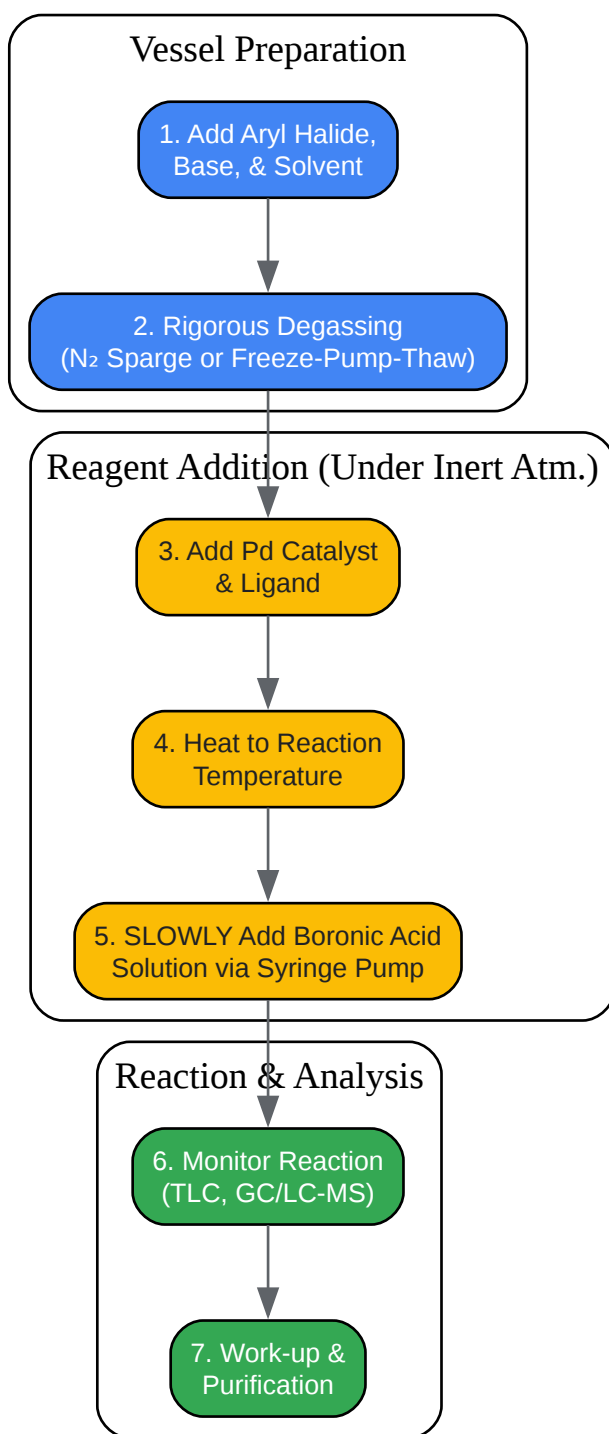 Vessel Preparation
1. Add Aryl Halide,
Base, & Solvent
2. Rigorous Degassing
(N₂ Sparge or Freeze-Pump-Thaw)
Reagent Addition (Under Inert Atm.)
3. Add Pd Catalyst
& Ligand
4. Heat to Reaction
Temperature
5. SLOWLY Add Boronic Acid
Solution via Syringe Pump
Reaction & Analysis
6. Monitor Reaction
(TLC, GC/LC-MS)
7. Work-up &
Purification